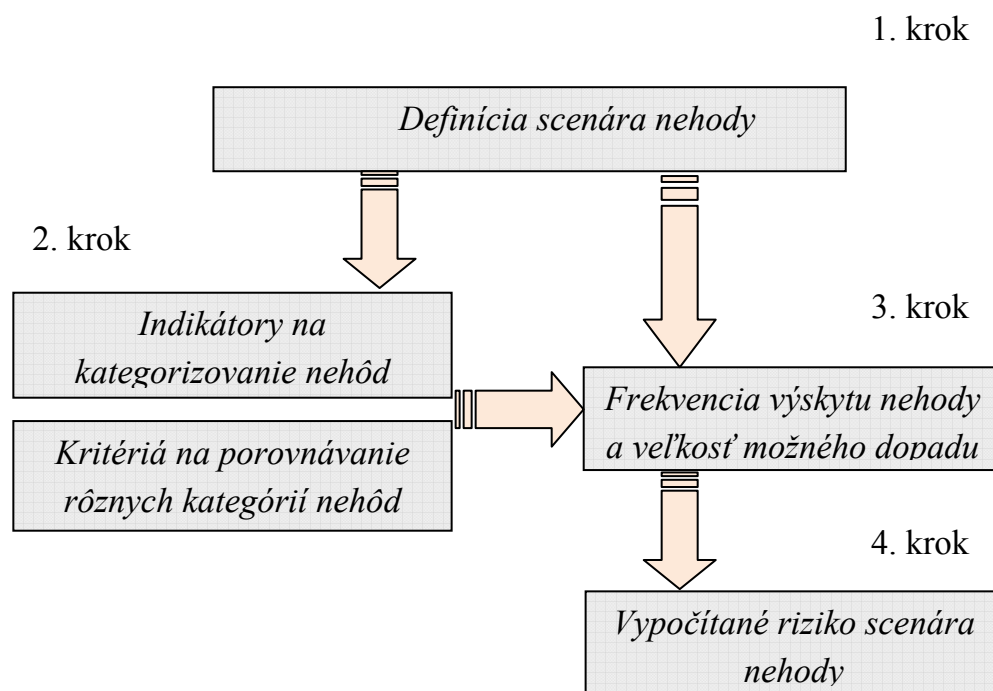 1. krok
Definícia scenára nehody
2. krok
Indikátory na
kategorizovanie nehôd
Kritériá na porovnávanie
rôznych kategórií nehôd
3. krok
Frekvencia výskytu nehody
a veľkosť možného dopadu
4. krok
Vypočítané riziko scenára
nehody